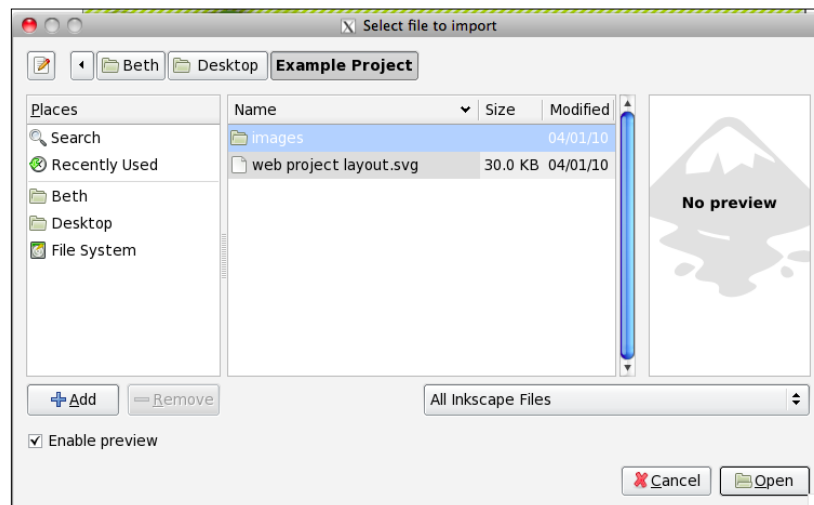 Select file to import
Beth Desktop Example Project
Places
Search
Recently Used
Beth
Desktop
File System
Name Size Modified
images 04/01/10
web project layout.svg 30.0 KB 04/01/10
No preview
Add Remove
All Inkscape Files
Enable preview
Cancel Open